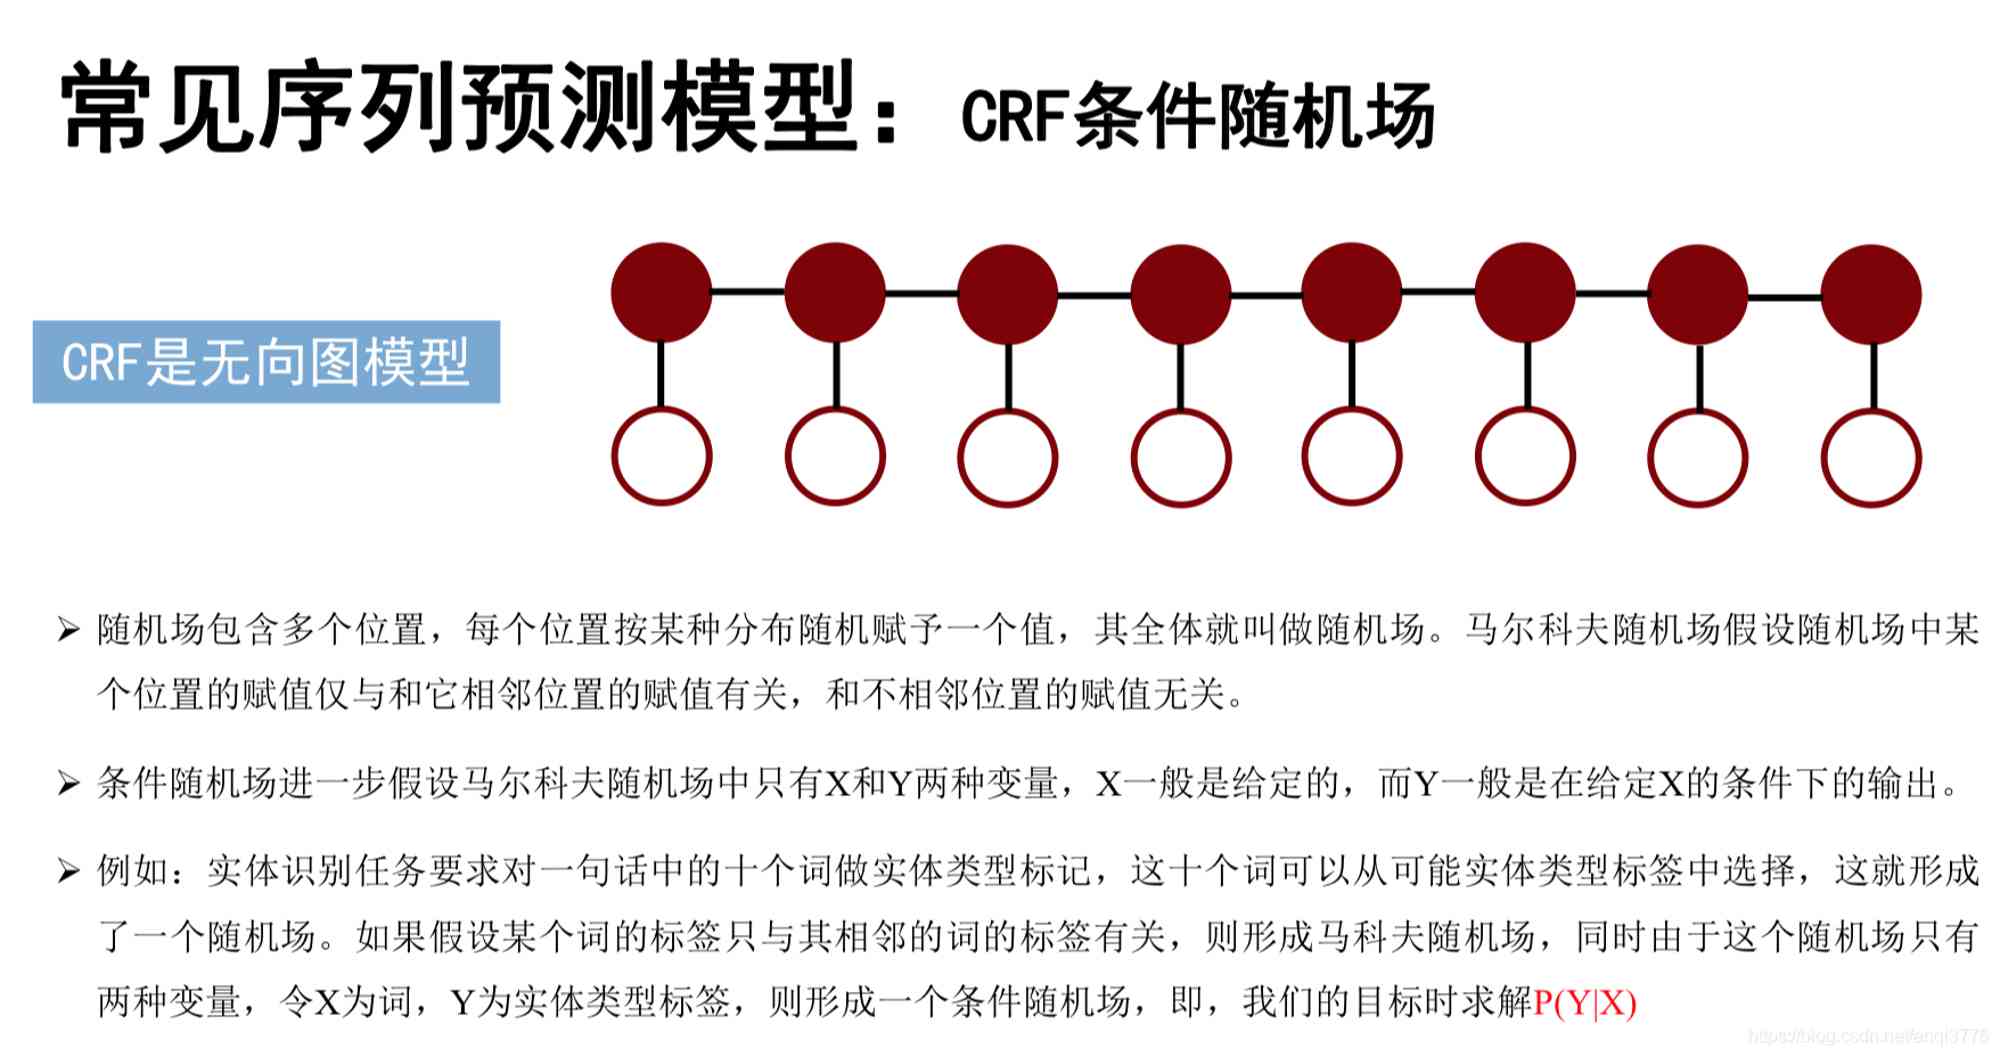 常见序列预测模型：CRF条件随机场
CRF是无向图模型
随机场包含多个位置，每个位置按某种分布随机赋予一个值，其全体就叫做随机场。马尔科夫随机场假设随机场中某
个位置的赋值仅与和它相邻位置的赋值有关，和不相邻位置的赋值无关。
条件随机场进一步假设马尔科夫随机场中只有X和Y两种变量，X一般是给定的，而Y一般是在给定X的条件下的输出。
例如：实体识别任务要求对一句话中的十个词做实体类型标记，这十个词可以从可能实体类型标签中选择，这就形成
了一个随机场。如果假设某个词的标签只与其相邻的词的标签有关，则形成马科夫随机场，同时由于这个随机场只有
两种变量，令X为词，Y为实体类型标签，则形成一个条件随机场，即，我们的目标时求解P(Y|X)